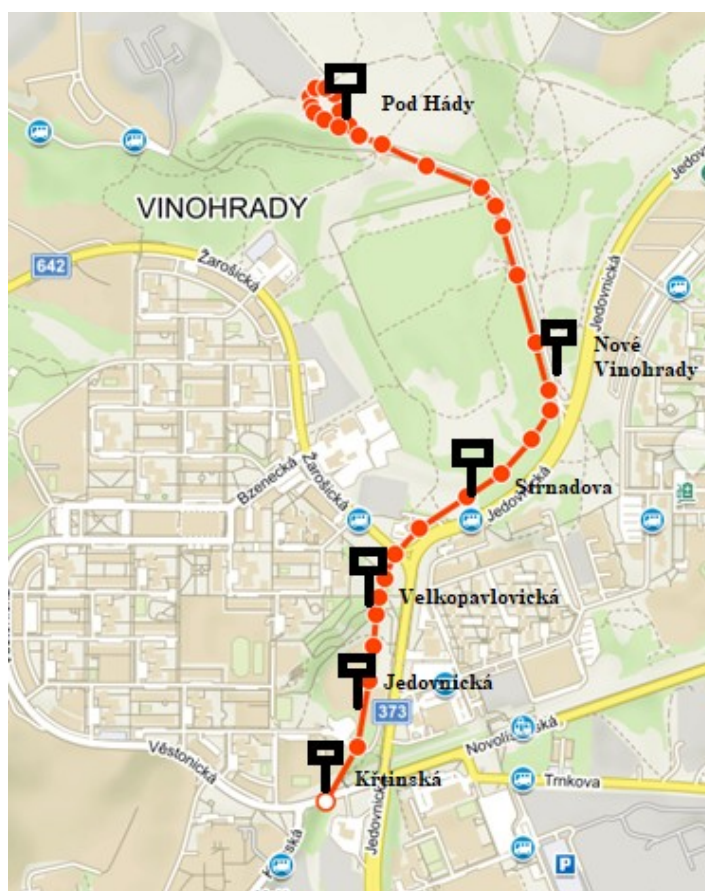 Pod Hády
Jedovnická
VINOHRADY
642
Žarošická
Jedovnická
Nové
Vinohrady
Bzenecká
Žarošická
Strnadova
Jedovnická
Velkopavlovická
Jedovnická
373
Věstonická
Křtinská
Trnkova
Jedovnická
P